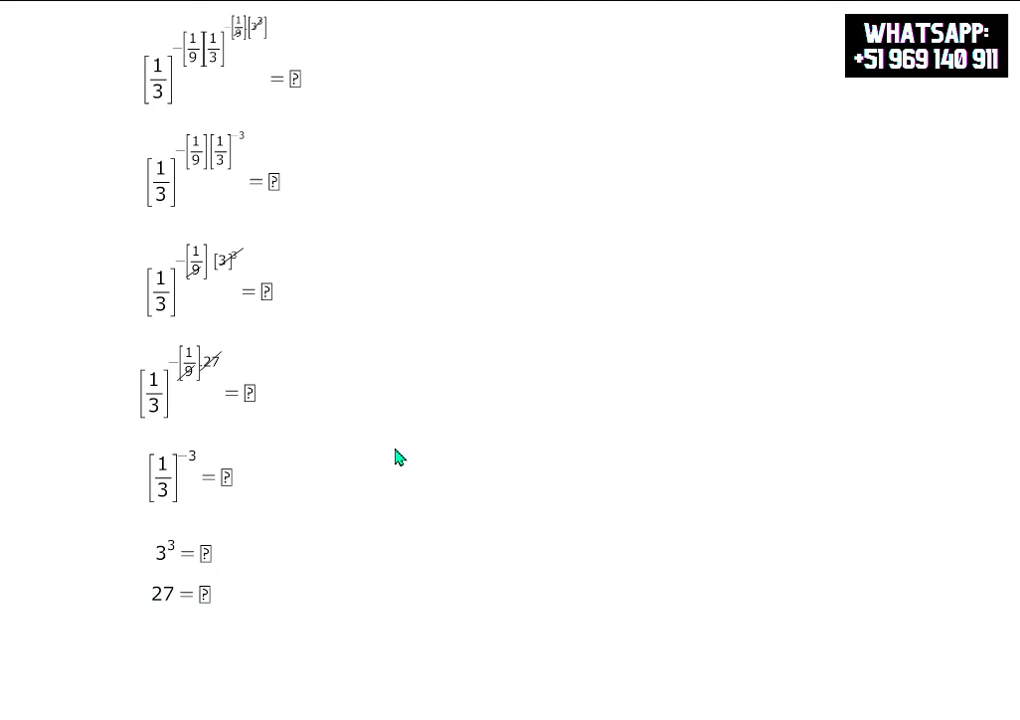 WHATSAPP:
+51 969 140 911
[1/3]^{-[1/9][1/3]^{-[1/9][3^3]}} = ?
[1/3]^{-[1/9][1/3]^{-3}} = ?
[1/3]^{-[1/9][3]^3} = ?
[1/3]^{-[1/9].27} = ?
[1/3]^{-3} = ?
3^3 = ?
27 = ?